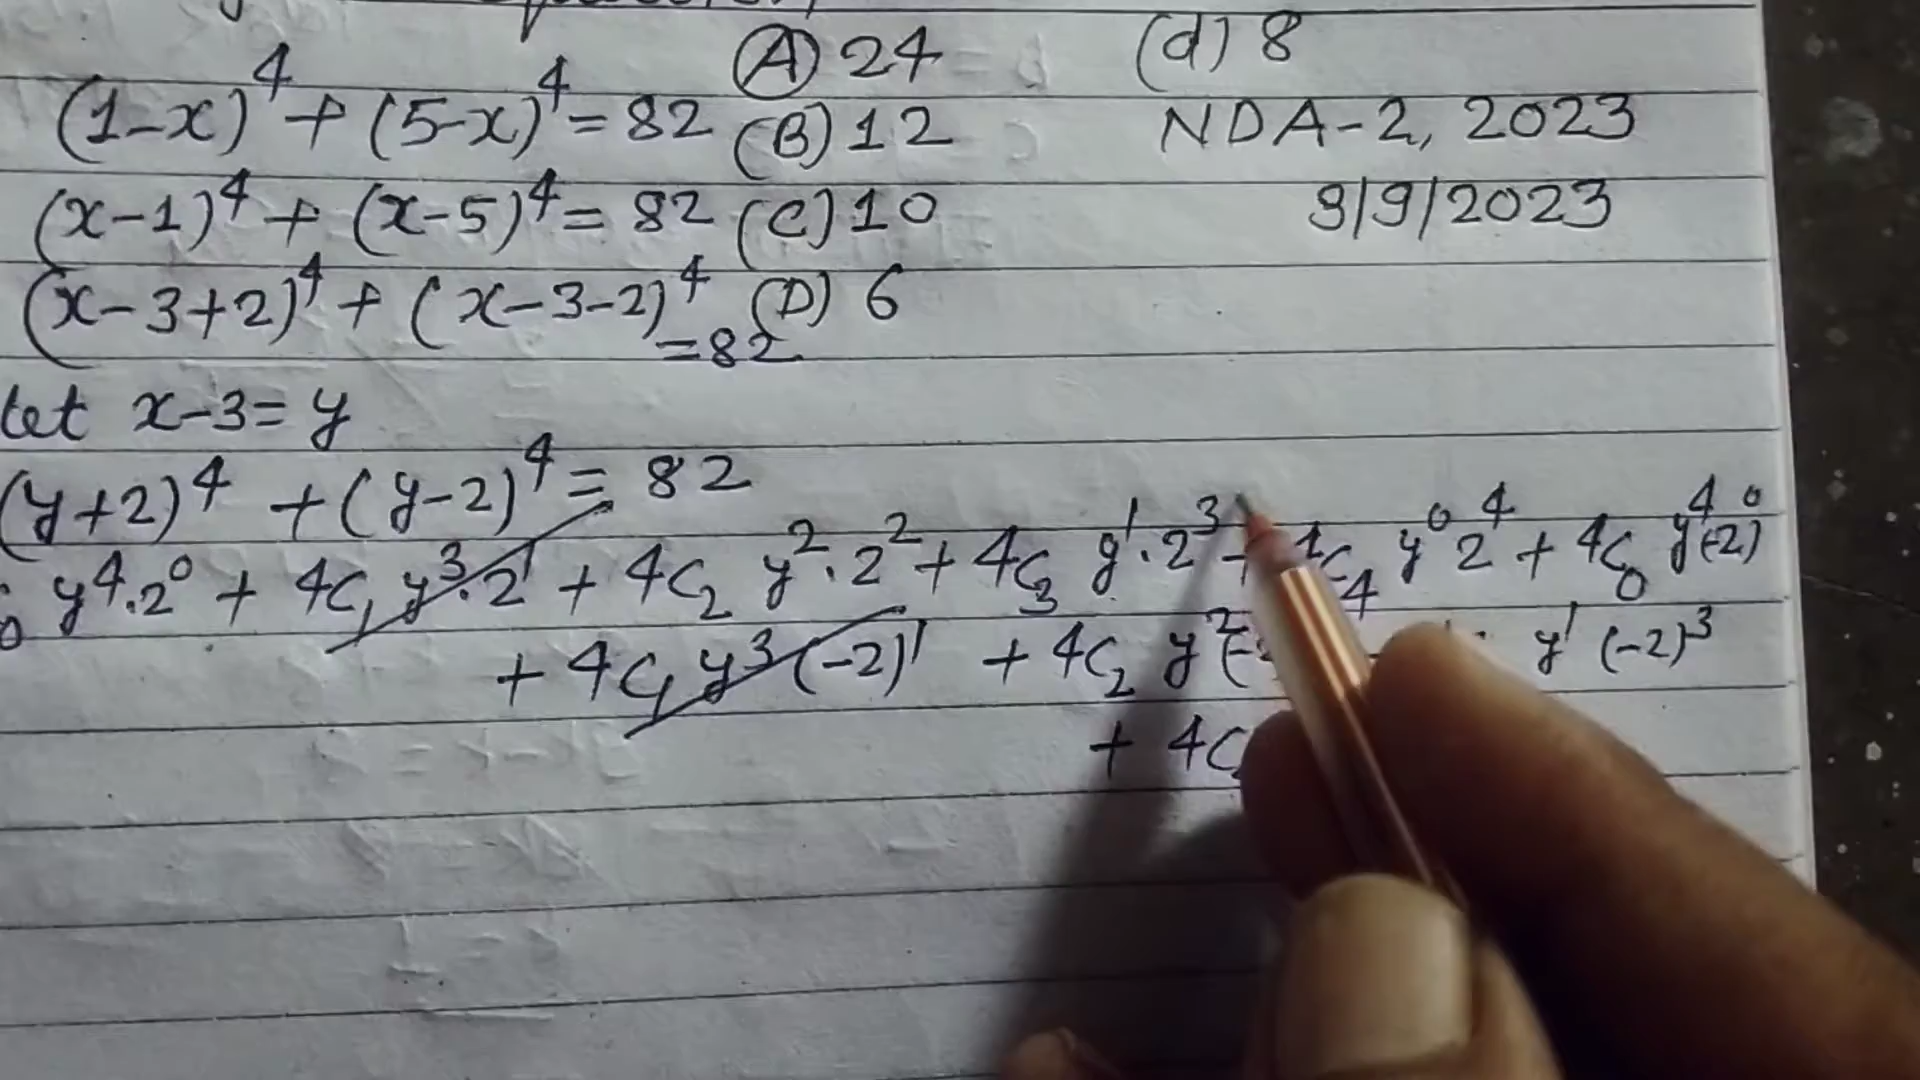 (1-x)⁴ + (5-x)⁴ = 82 (A) 24 (d) 8
(B) 12 NDA-2, 2023
(x-1)⁴ + (x-5)⁴ = 82 (C) 10 9/9/2023
(x-3+2)⁴ + (x-3-2)⁴ (D) 6
=82
let x-3=y
(y+2)⁴ + (y-2)⁴ = 82
y⁴.2⁰ + 4C₁ y³.2¹ + 4C₂ y².2² + 4C₃ y¹.2³ + C₄ y⁰ 2⁴ + 4C₀ y⁴(-2)⁰
+ 4C₁ y³ (-2)¹ + 4C₂ y² y¹ (-2)³
+ 4C